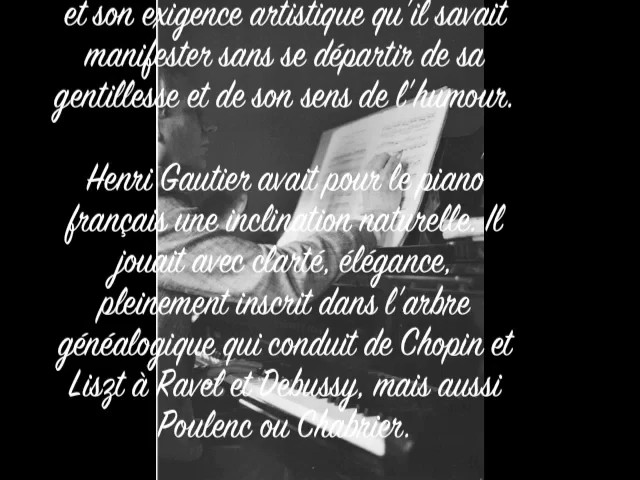 et son exigence artistique qu'il savait
manifester sans se départir de sa
gentillesse et de son sens de l'humour.
Henri Gautier avait pour le piano
français une inclination naturelle. Il
jouait avec clarté, élégance,
pleinement inscrit dans l'arbre
généalogique qui conduit de Chopin et
Liszt à Ravel et Debussy, mais aussi
Poulenc ou Chabrier.